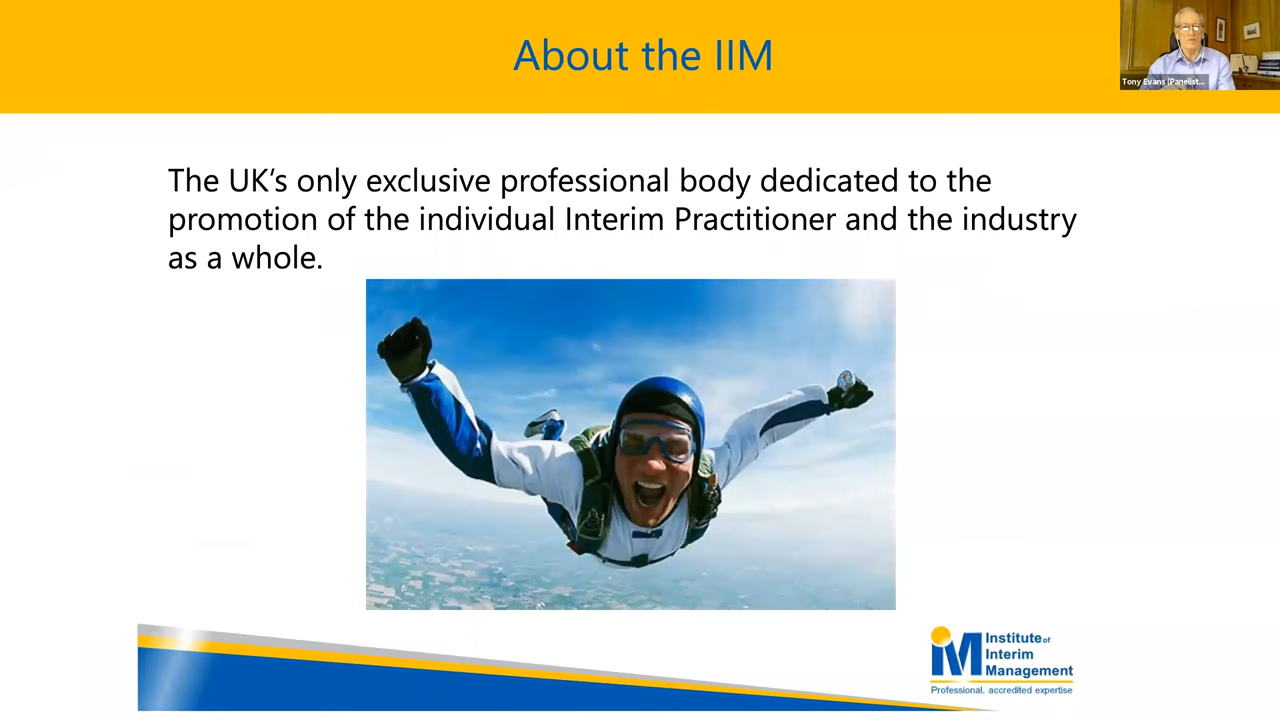 About the IIM
Tony Evans (Panelist...
The UK's only exclusive professional body dedicated to the
promotion of the individual Interim Practitioner and the industry
as a whole.
iM
Institute of
Interim
Management
Professional, accredited expertise